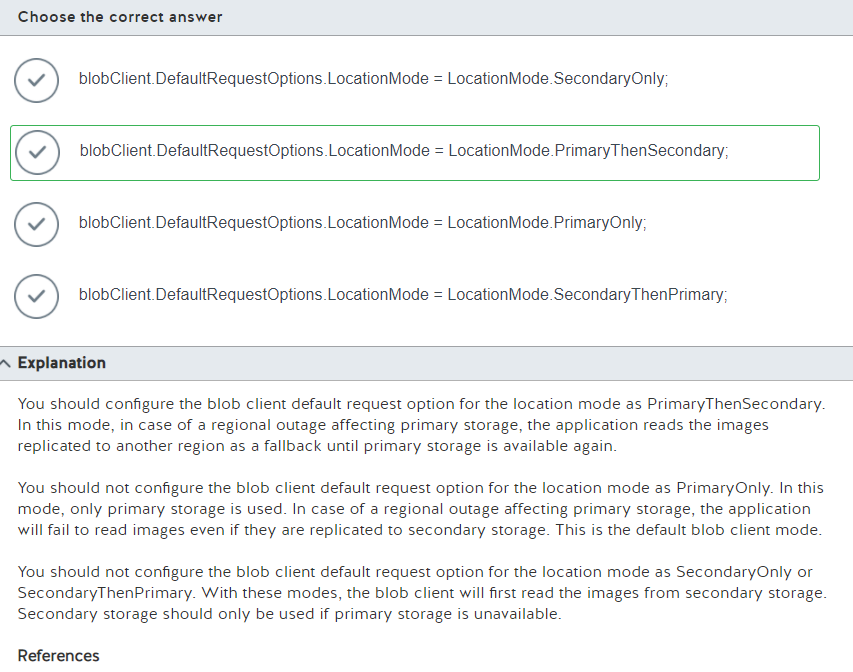 Choose the correct answer
blobClient.DefaultRequestOptions.LocationMode = LocationMode.SecondaryOnly;
blobClient.DefaultRequestOptions.LocationMode = LocationMode.PrimaryThenSecondary;
blobClient.DefaultRequestOptions.LocationMode = LocationMode.PrimaryOnly;
blobClient.DefaultRequestOptions.LocationMode = LocationMode.SecondaryThenPrimary;
Explanation
You should configure the blob client default request option for the location mode as PrimaryThenSecondary.
In this mode, in case of a regional outage affecting primary storage, the application reads the images
replicated to another region as a fallback until primary storage is available again.
You should not configure the blob client default request option for the location mode as PrimaryOnly. In this
mode, only primary storage is used. In case of a regional outage affecting primary storage, the application
will fail to read images even if they are replicated to secondary storage. This is the default blob client mode.
You should not configure the blob client default request option for the location mode as SecondaryOnly or
SecondaryThenPrimary. With these modes, the blob client will first read the images from secondary storage.
Secondary storage should only be used if primary storage is unavailable.
References